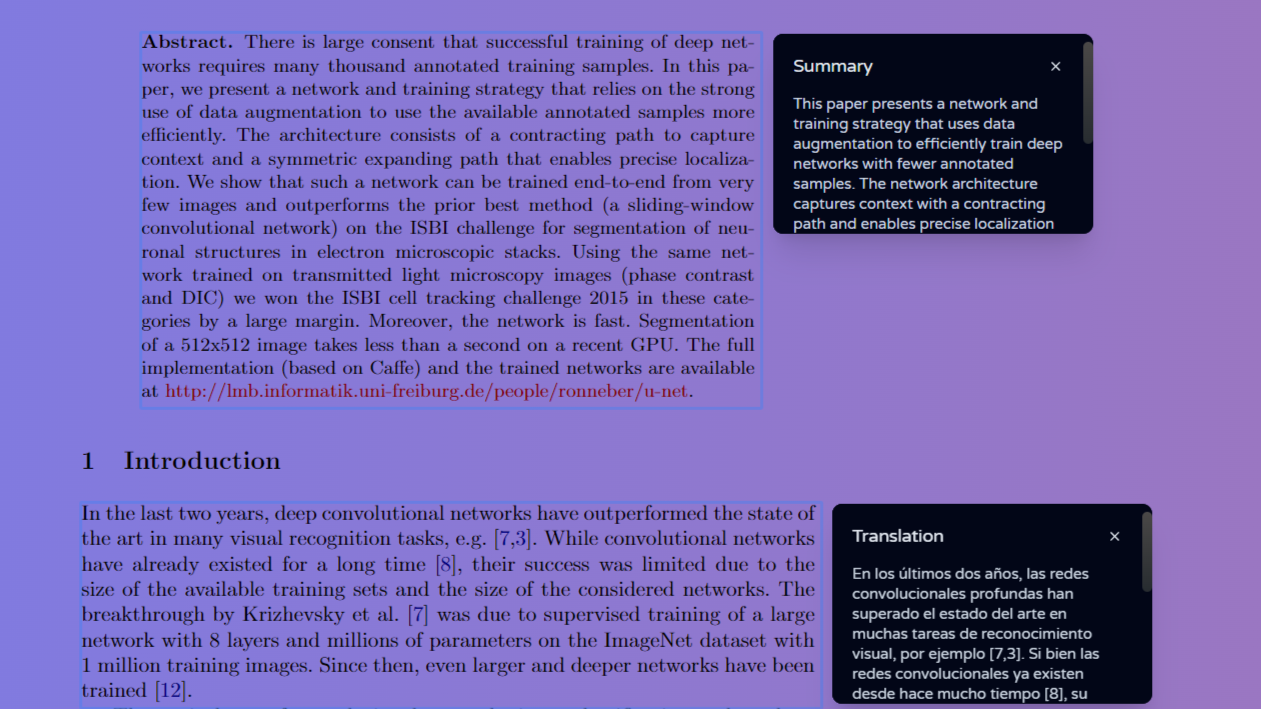 Abstract. There is large consent that successful training of deep net-
works requires many thousand annotated training samples. In this pa-
per, we present a network and training strategy that relies on the strong
use of data augmentation to use the available annotated samples more
efficiently. The architecture consists of a contracting path to capture
context and a symmetric expanding path that enables precise localiza-
tion. We show that such a network can be trained end-to-end from very
few images and outperforms the prior best method (a sliding-window
convolutional network) on the ISBI challenge for segmentation of neu-
ronal structures in electron microscopic stacks. Using the same net-
work trained on transmitted light microscopy images (phase contrast
and DIC) we won the ISBI cell tracking challenge 2015 in these cate-
gories by a large margin. Moreover, the network is fast. Segmentation
of a 512x512 image takes less than a second on a recent GPU. The full
implementation (based on Caffe) and the trained networks are available
at http://lmb.informatik.uni-freiburg.de/people/ronneber/u-net.
Summary ×
This paper presents a network and
training strategy that uses data
augmentation to efficiently train deep
networks with fewer annotated
samples. The network architecture
captures context with a contracting
path and enables precise localization
1 Introduction
In the last two years, deep convolutional networks have outperformed the state of
the art in many visual recognition tasks, e.g. [7,3]. While convolutional networks
have already existed for a long time [8], their success was limited due to the
size of the available training sets and the size of the considered networks. The
breakthrough by Krizhevsky et al. [7] was due to supervised training of a large
network with 8 layers and millions of parameters on the ImageNet dataset with
1 million training images. Since then, even larger and deeper networks have been
trained [12].
Translation ×
En los últimos dos años, las redes
convolucionales profundas han
superado el estado del arte en
muchas tareas de reconocimiento
visual, por ejemplo [7,3]. Si bien las
redes convolucionales ya existen
desde hace mucho tiempo [8], su